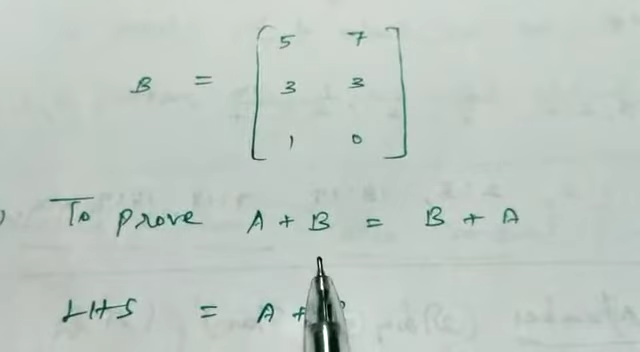 5 7
B = 3 3
1 0
To prove A + B = B + A
LHS = A +